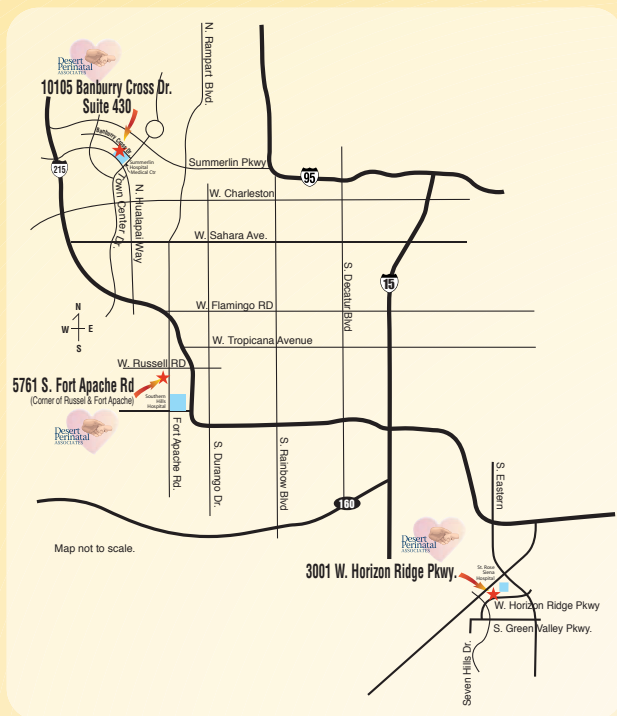 N. Rampart Blvd.
Desert
Perinatal
ASSOCIATES
10105 Banburry Cross Dr.
Suite 430
Banburry Cross Dr.
Summerlin
Hospital
Medical Ctr
215
Summerlin Pkwy
95
Town Center Dr.
N. Hualapai Way
W. Charleston
W. Sahara Ave.
S. Decatur Blvd
15
N
W E
S
W. Flamingo RD
W. Tropicana Avenue
W. Russell RD
5761 S. Fort Apache Rd
(Corner of Russel & Fort Apache)
Southern
Hills
Hospital
Desert
Perinatal
ASSOCIATES
Fort Apache Rd.
S. Durango Dr.
S. Rainbow Blvd
160
S. Eastern
Map not to scale.
Desert
Perinatal
ASSOCIATES
3001 W. Horizon Ridge Pkwy.
St. Rose
Siena
Hospital
W. Horizon Ridge Pkwy
S. Green Valley Pkwy.
Seven Hills Dr.